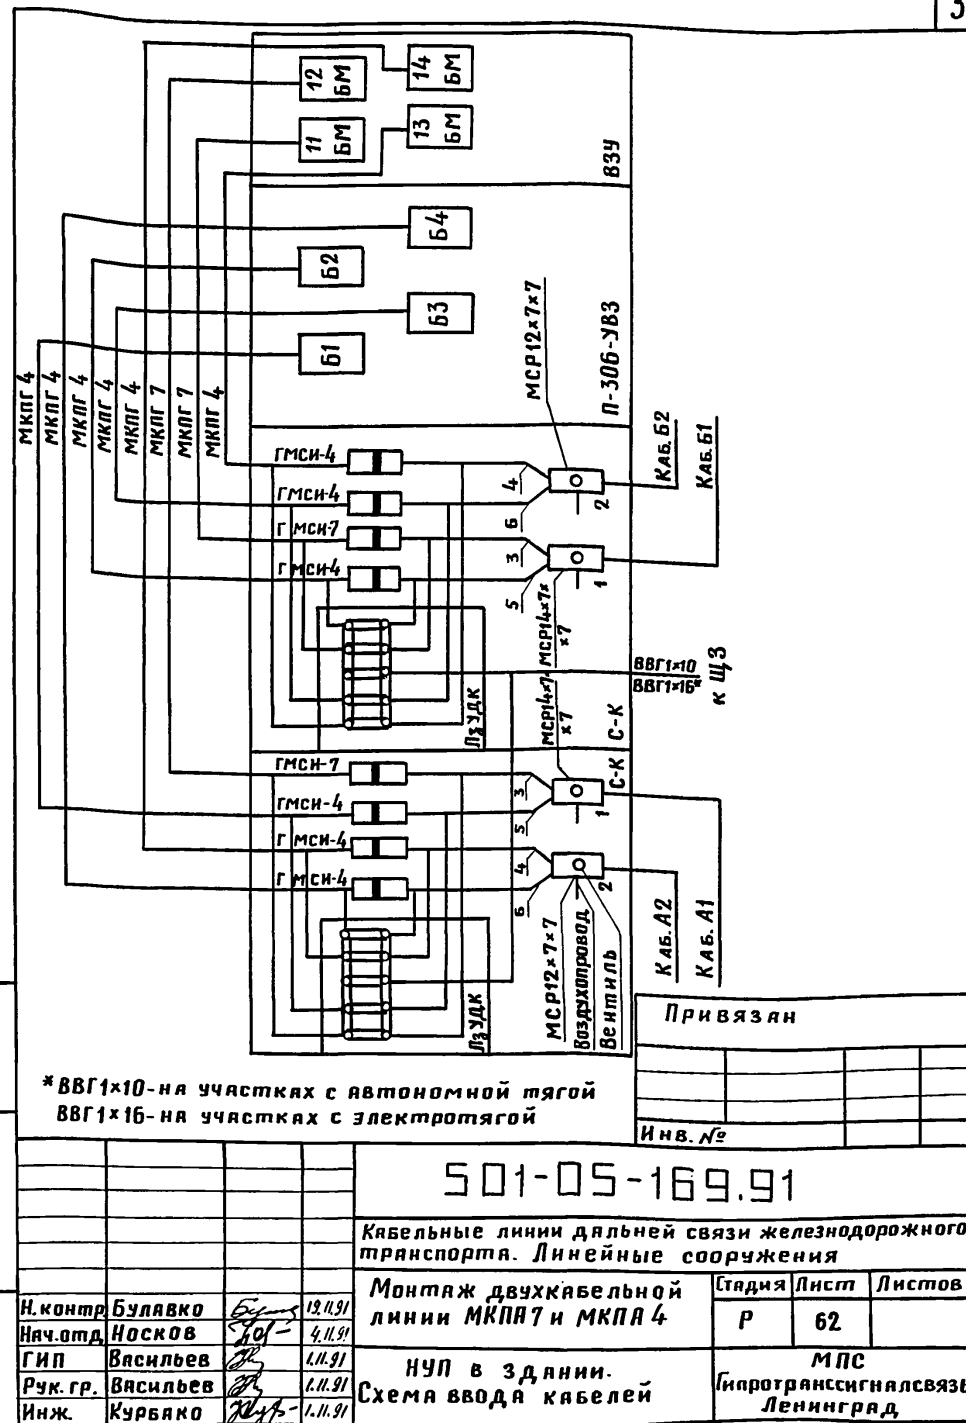 3
12 БМ
14 БМ
11 БМ
13 БМ
ВЗУ
Б4
Б2
Б3
Б1
П-306-УВЗ
МСР12×7×7
МКПГ 4
МКПГ 4
МКПГ 4
МКПГ 4
МКПГ 4
МКПГ 7
МКПГ 7
МКПГ 4
ГМСИ-4
ГМСИ-4
ГМСИ-7
ГМСИ-4
4
6
3
5
2
1
Каб. Б2
Каб. Б1
МСР14×7×
×7
ВВГ1×10
ВВГ1×16*
к ЩЗ
ЛзУДК
С-К
МСР14×7×
×7
С-К
ГМСИ-7
ГМСИ-4
ГМСИ-4
ГМСИ-4
3
5
4
6
1
2
ЛзУДК
МСР12×7×7
Воздухопровод
Вентиль
Каб. А2
Каб. А1
Привязан
Инв. №
*ВВГ1×10-на участках с автономной тягой
ВВГ1×16-на участках с электротягой
501-05-169.91
Кабельные линии дальней связи железнодорожного
транспорта. Линейные сооружения
Монтаж двухкабельной
линии МКПА7 и МКПА4
Стадия Лист Листов
Р 62
НУП в здании.
Схема ввода кабелей
МПС
Гипротранссигналсвязь
Ленинград
Н.контр Булавко 19.11.91
Нач.отд Носков 4.11.91
ГИП Васильев 1.11.91
Рук. гр. Васильев 1.11.91
Инж. Курбако 1.11.91